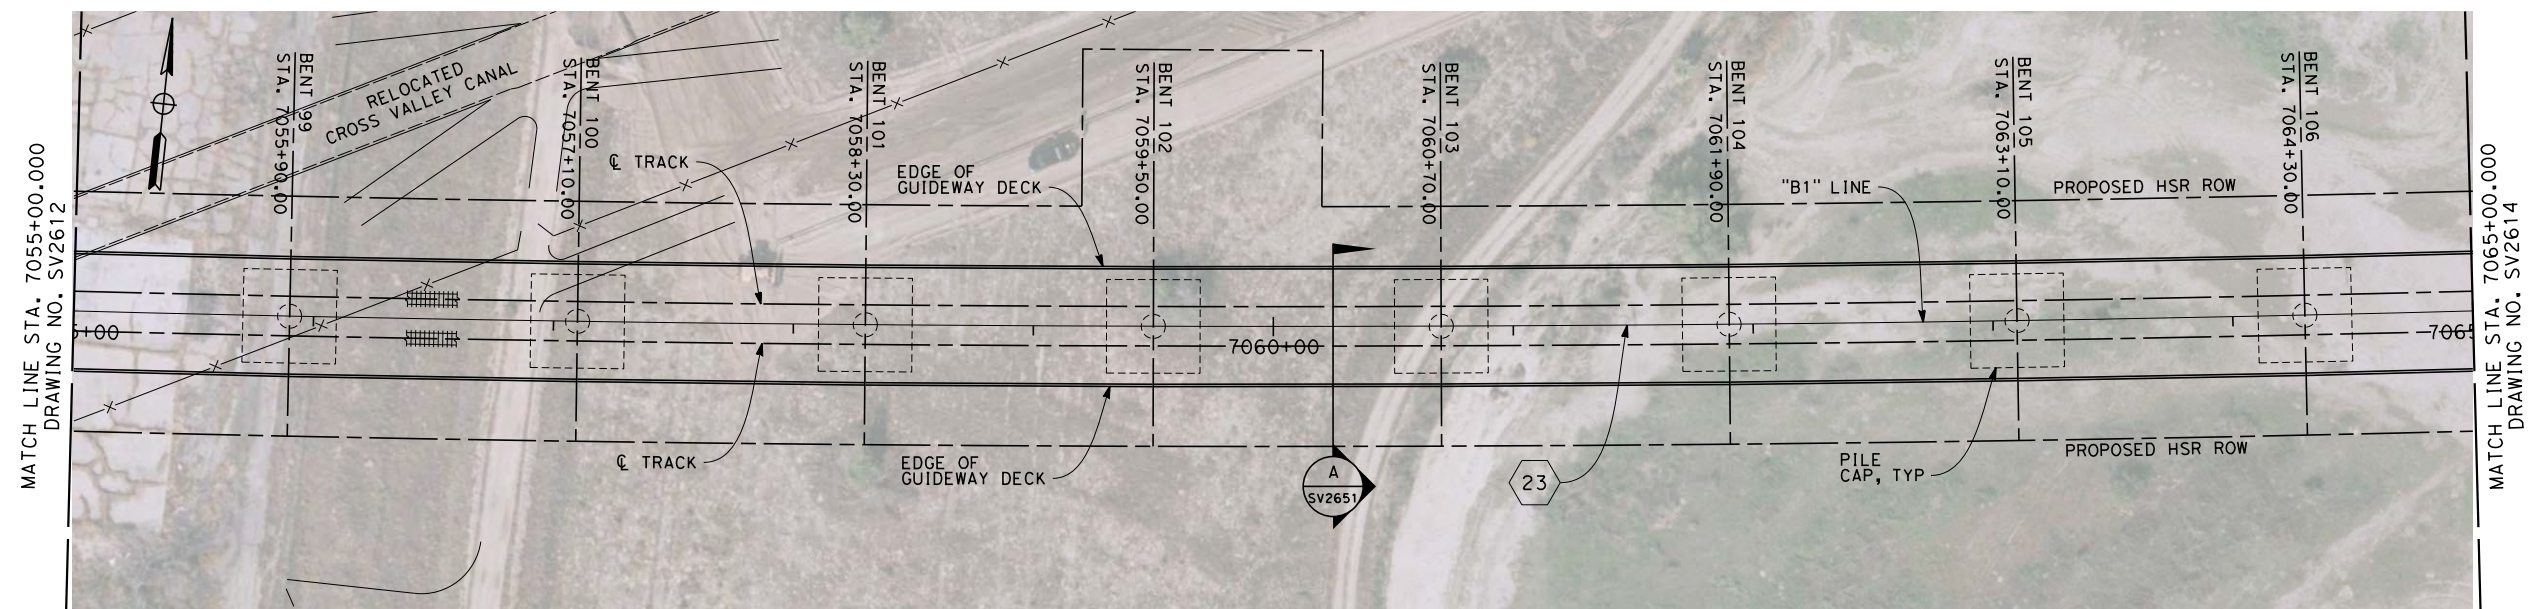 MATCH LINE STA. 7055+00.000
DRAWING NO. SV2612
RELOCATED
CROSS VALLEY CANAL
BENT 99
STA. 7055+90.00
BENT 100
STA. 7057+10.00
BENT 101
STA. 7058+30.00
BENT 102
STA. 7059+50.00
BENT 103
STA. 7060+70.00
BENT 104
STA. 7061+90.00
BENT 105
STA. 7063+10.00
BENT 106
STA. 7064+30.00
℄ TRACK
EDGE OF
GUIDEWAY DECK
"B1" LINE
PROPOSED HSR ROW
5+00
7060+00
7065
℄ TRACK
EDGE OF
GUIDEWAY DECK
A
SV2651
23
PILE
CAP, TYP
PROPOSED HSR ROW
MATCH LINE STA. 7065+00.000
DRAWING NO. SV2614